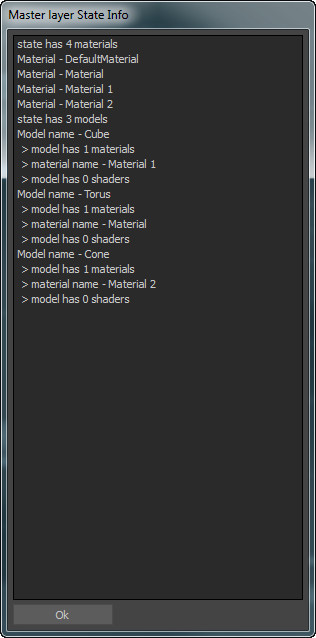 Master layer State Info
state has 4 materials
Material - DefaultMaterial
Material - Material
Material - Material 1
Material - Material 2
state has 3 models
Model name - Cube
> model has 1 materials
> material name - Material 1
> model has 0 shaders
Model name - Torus
> model has 1 materials
> material name - Material
> model has 0 shaders
Model name - Cone
> model has 1 materials
> material name - Material 2
> model has 0 shaders
Ok